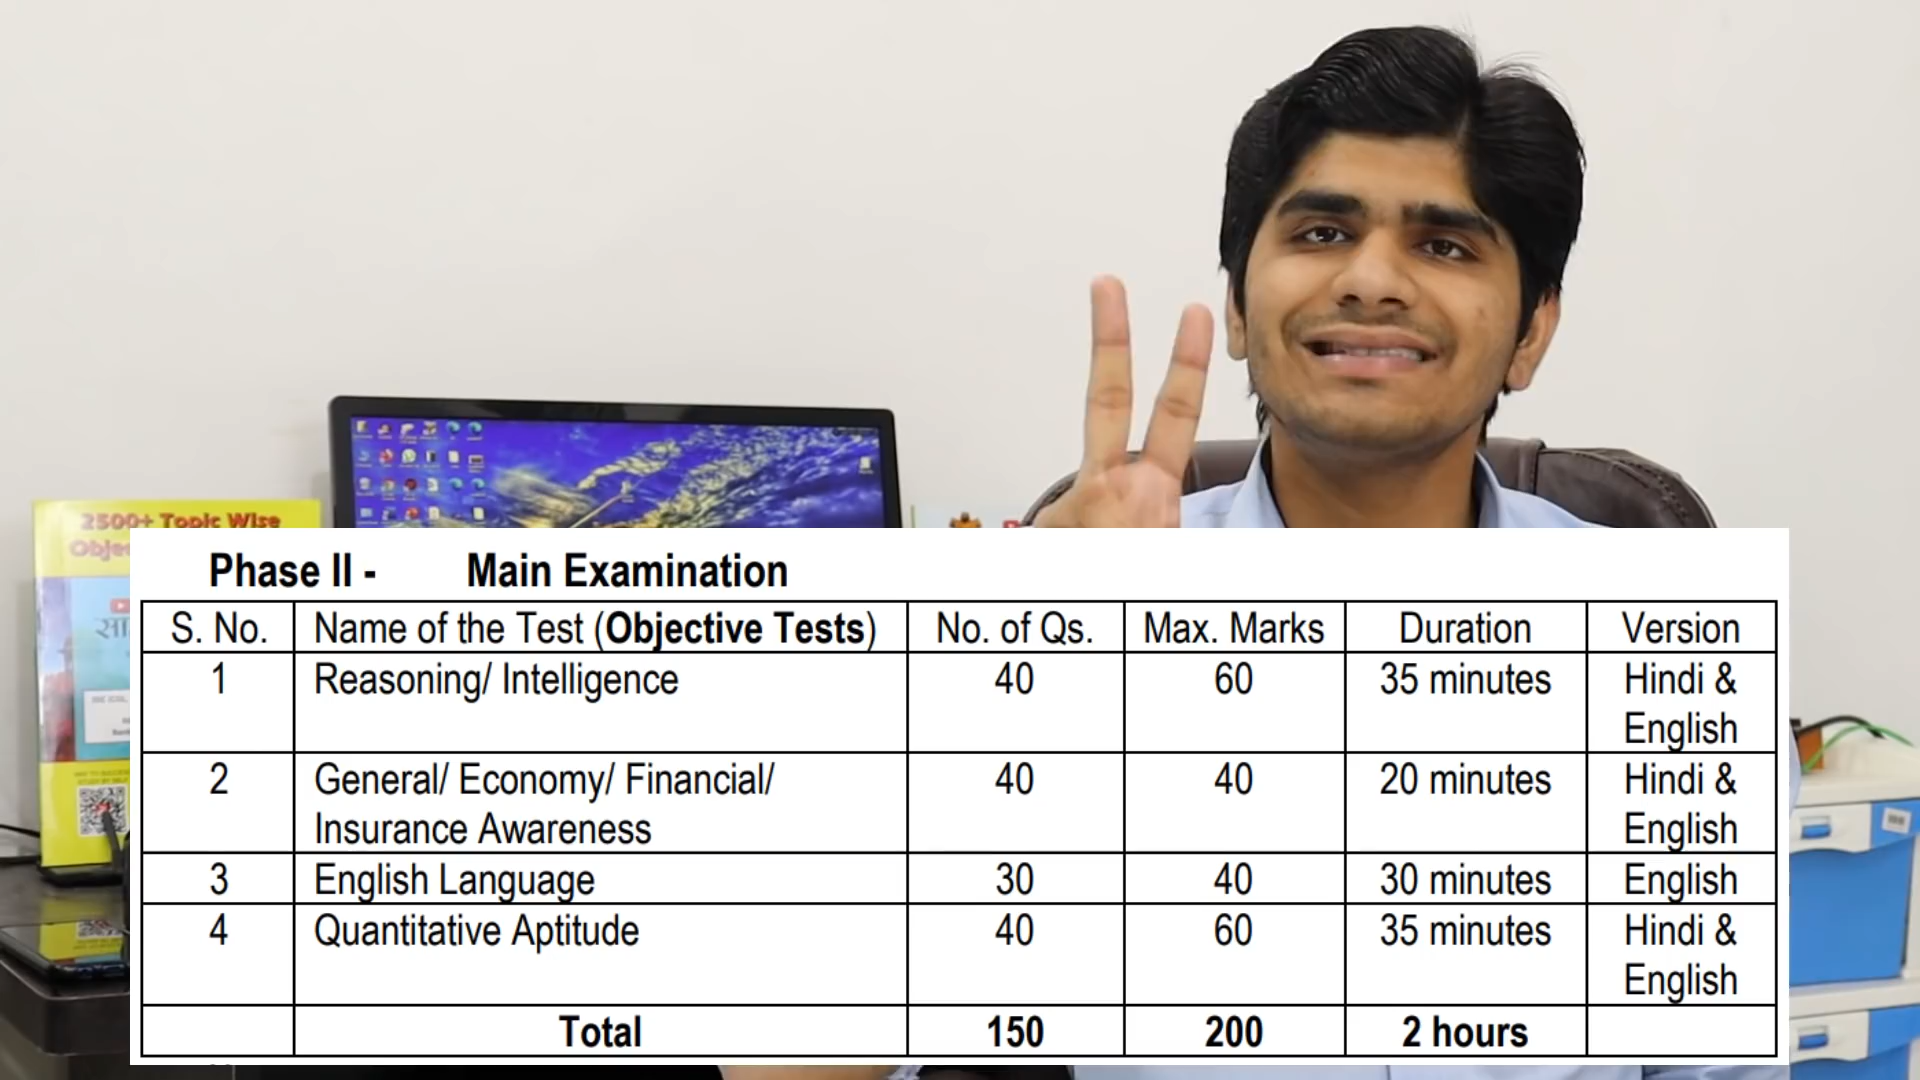 2500+ Topic Wise
Phase II - Main Examination
S. No. Name of the Test (Objective Tests) No. of Qs. Max. Marks Duration Version
1 Reasoning/ Intelligence 40 60 35 minutes Hindi &
English
2 General/ Economy/ Financial/ 40 40 20 minutes Hindi &
Insurance Awareness English
3 English Language 30 40 30 minutes English
4 Quantitative Aptitude 40 60 35 minutes Hindi &
English
Total 150 200 2 hours